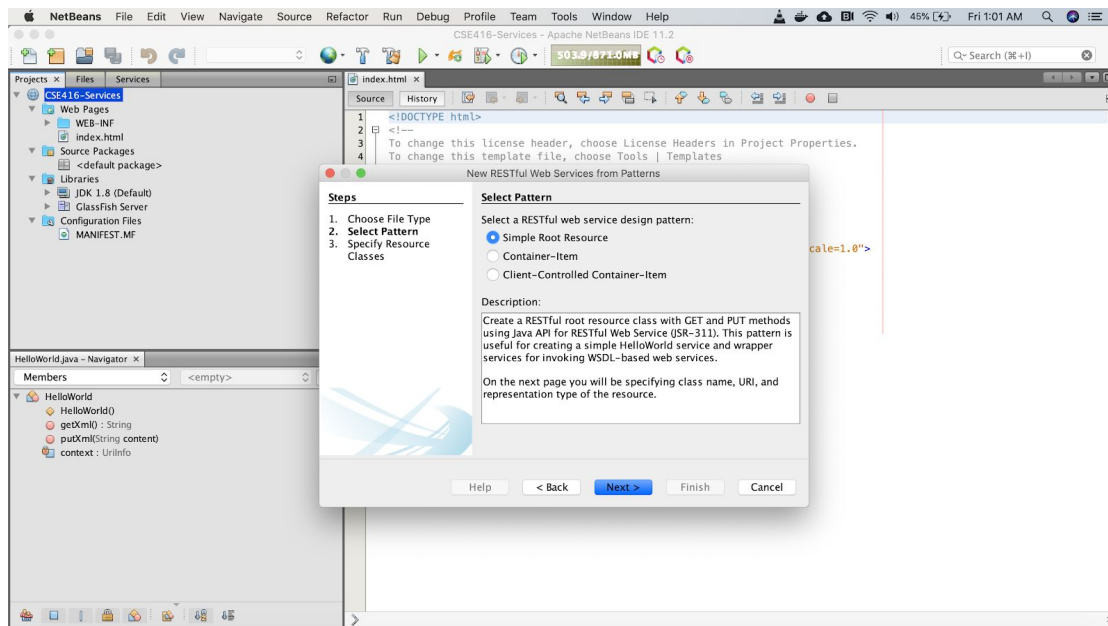 NetBeans File Edit View Navigate Source Refactor Run Debug Profile Team Tools Window Help 45% Fri 1:01 AM
CSE416-Services - Apache NetBeans IDE 11.2
503.9/871.0MB
Search (⌘+I)
Projects Files Services
index.html
CSE416-Services
Web Pages
WEB-INF
index.html
Source Packages
<default package>
Libraries
JDK 1.8 (Default)
GlassFish Server
Configuration Files
MANIFEST.MF
Source History
1 <!DOCTYPE html>
2 <!--
3 To change this license header, choose License Headers in Project Properties.
4 To change this template file, choose Tools | Templates
cale=1.0">
New RESTful Web Services from Patterns
Steps
1. Choose File Type
2. Select Pattern
3. Specify Resource
Classes
Select Pattern
Select a RESTful web service design pattern:
Simple Root Resource
Container-Item
Client-Controlled Container-Item
Description:
Create a RESTful root resource class with GET and PUT methods
using Java API for RESTful Web Service (JSR-311). This pattern is
useful for creating a simple HelloWorld service and wrapper
services for invoking WSDL-based web services.
On the next page you will be specifying class name, URI, and
representation type of the resource.
Help < Back Next > Finish Cancel
HelloWorld.java - Navigator
Members <empty>
HelloWorld
HelloWorld()
getXml() : String
putXml(String content)
context : UriInfo